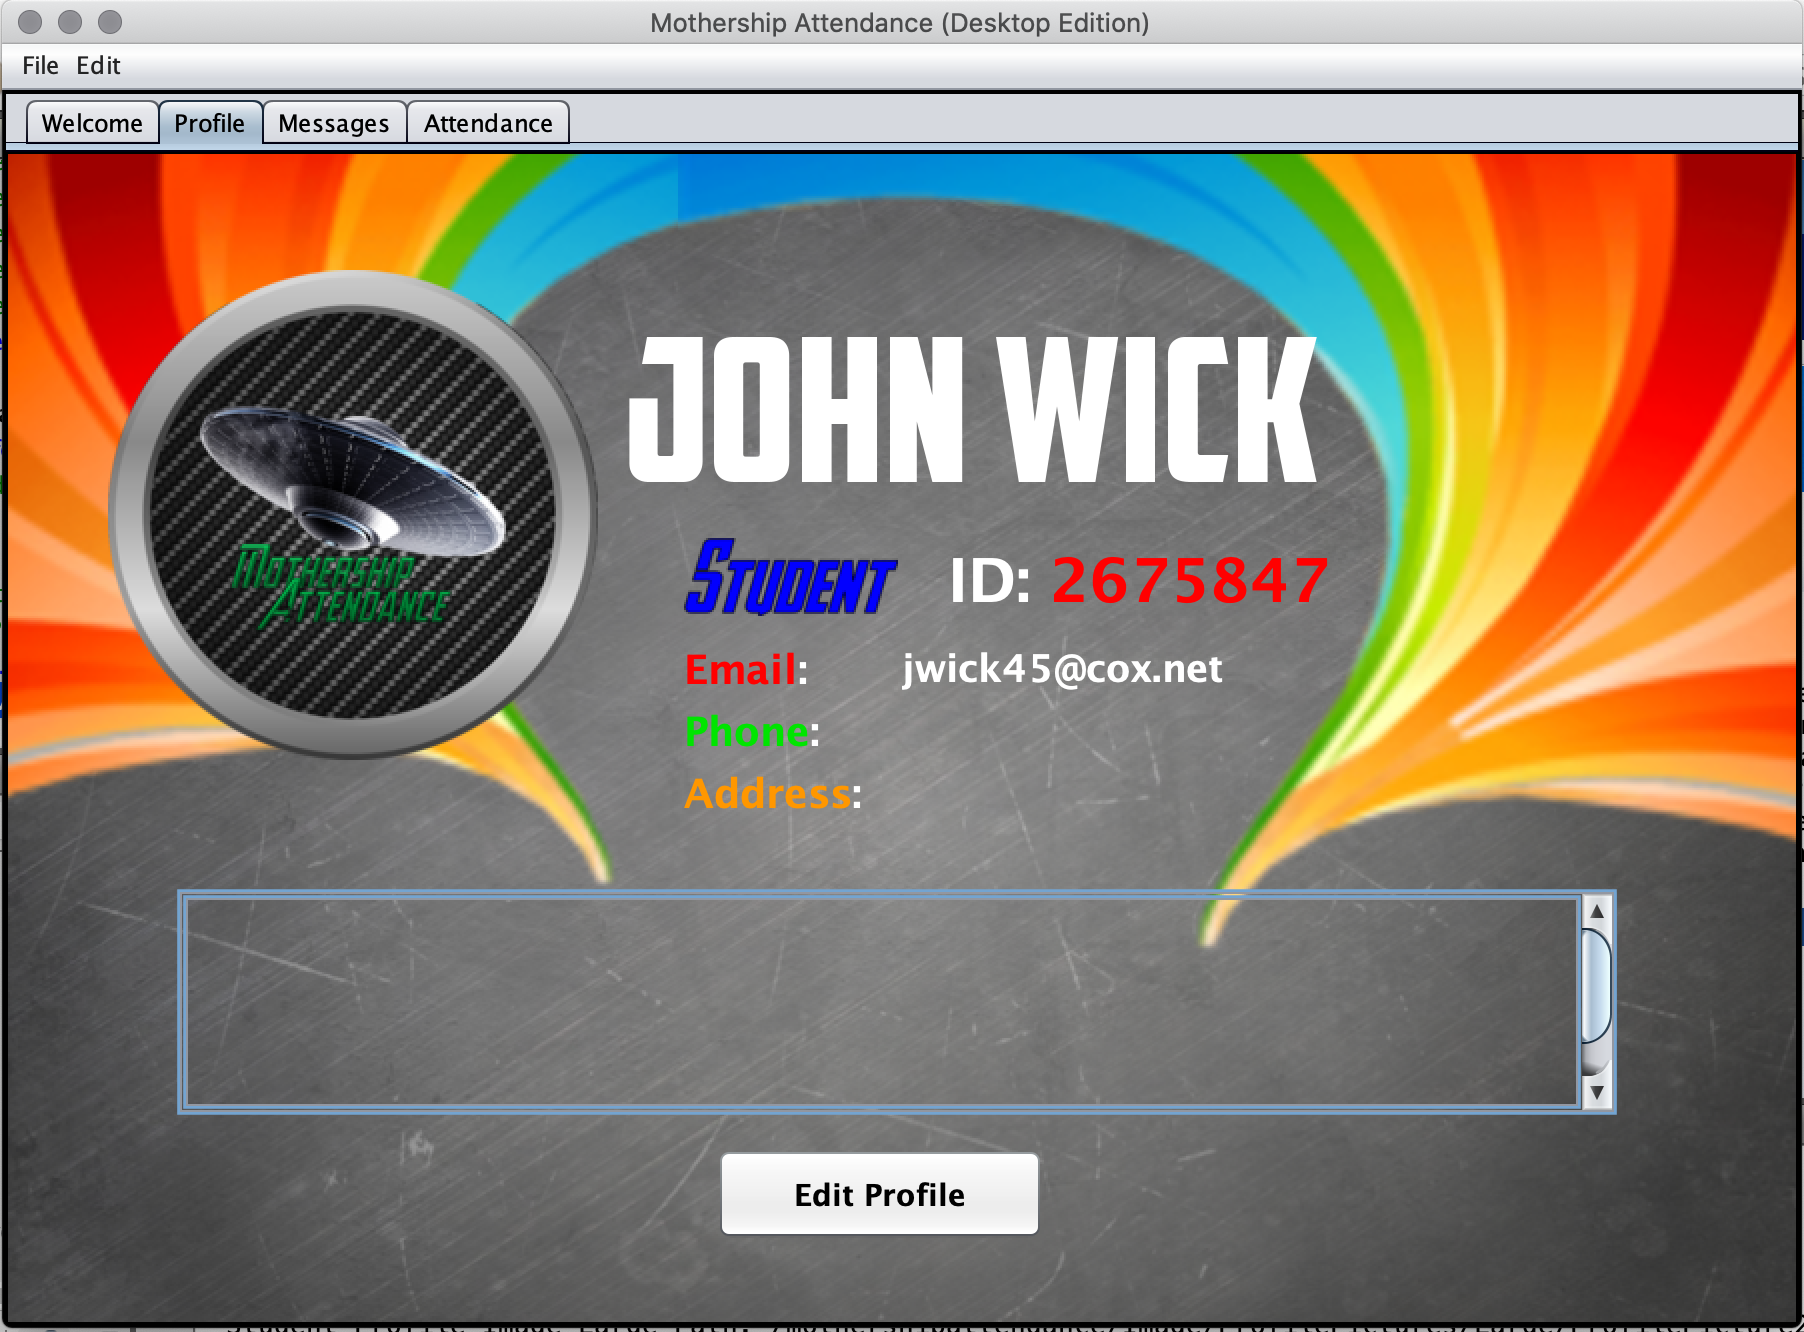 Mothership Attendance (Desktop Edition)
File Edit
Welcome Profile Messages Attendance
JOHN WICK
MOTHERSHIP
ATTENDANCE
STUDENT ID: 2675847
Email: jwick45@cox.net
Phone:
Address:
Edit Profile